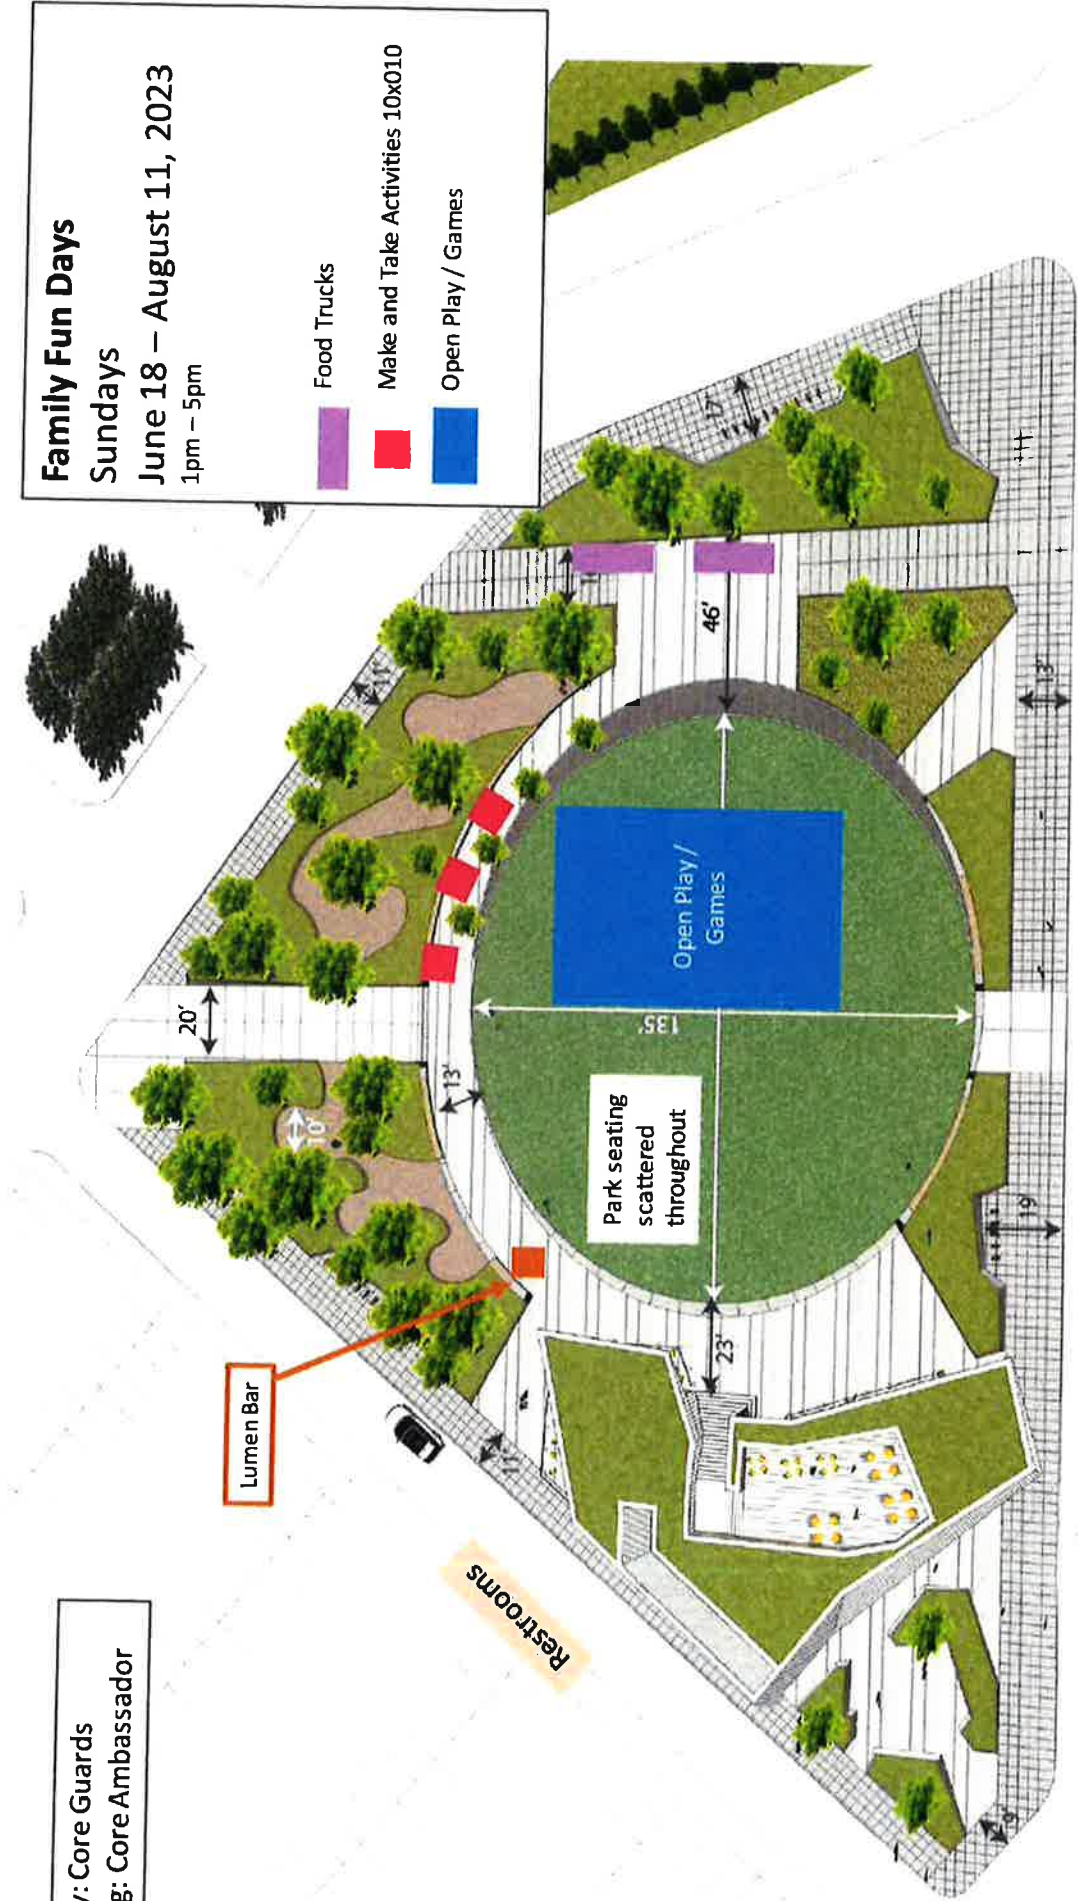 Family Fun Days
Sundays
June 18 – August 11, 2023
1pm – 5pm
Food Trucks
Make and Take Activities 10x010
Open Play / Games
17'
46'
11'
13'
20'
135'
Open Play /
Games
13'
Park seating
scattered
throughout
19'
23'
Lumen Bar
11'
Restrooms
9'
Core Guards
Core Ambassador